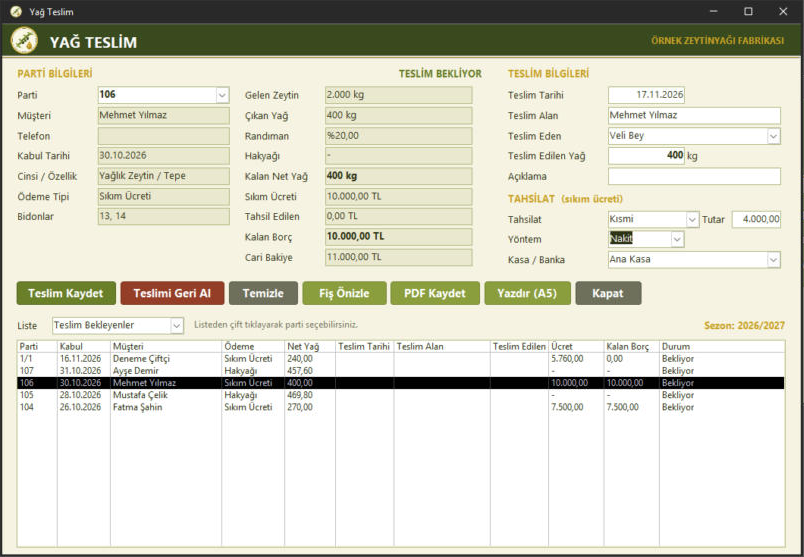 Yağ Teslim
YAĞ TESLİM
ÖRNEK ZEYTİNYAĞI FABRİKASI
PARTİ BİLGİLERİ
TESLİM BEKLİYOR
Parti 106
Müşteri Mehmet Yılmaz
Telefon
Kabul Tarihi 30.10.2026
Cinsi / Özellik Yağlık Zeytin / Tepe
Ödeme Tipi Sıkım Ücreti
Bidonlar 13, 14
Gelen Zeytin 2.000 kg
Çıkan Yağ 400 kg
Randıman %20,00
Hakyağı -
Kalan Net Yağ 400 kg
Sıkım Ücreti 10.000,00 TL
Tahsil Edilen 0,00 TL
Kalan Borç 10.000,00 TL
Cari Bakiye 11.000,00 TL
TESLİM BİLGİLERİ
Teslim Tarihi 17.11.2026
Teslim Alan Mehmet Yılmaz
Teslim Eden Veli Bey
Teslim Edilen Yağ 400 kg
Açıklama
TAHSİLAT (sıkım ücreti)
Tahsilat Kısmi Tutar 4.000,00
Yöntem Nakit
Kasa / Banka Ana Kasa
Teslim Kaydet Teslimi Geri Al Temizle Fiş Önizle PDF Kaydet Yazdır (A5) Kapat
Liste Teslim Bekleyenler Listeden çift tıklayarak parti seçebilirsiniz. Sezon: 2026/2027
Parti Kabul Müşteri Ödeme Net Yağ Teslim Tarihi Teslim Alan Teslim Edilen Ücret Kalan Borç Durum
1/1 16.11.2026 Deneme Çiftçi Sıkım Ücreti 240,00 5.760,00 0,00 Bekliyor
107 31.10.2026 Ayşe Demir Hakyağı 457,60 - - Bekliyor
106 30.10.2026 Mehmet Yılmaz Sıkım Ücreti 400,00 10.000,00 10.000,00 Bekliyor
105 28.10.2026 Mustafa Çelik Hakyağı 469,80 - - Bekliyor
104 26.10.2026 Fatma Şahin Sıkım Ücreti 270,00 7.500,00 7.500,00 Bekliyor